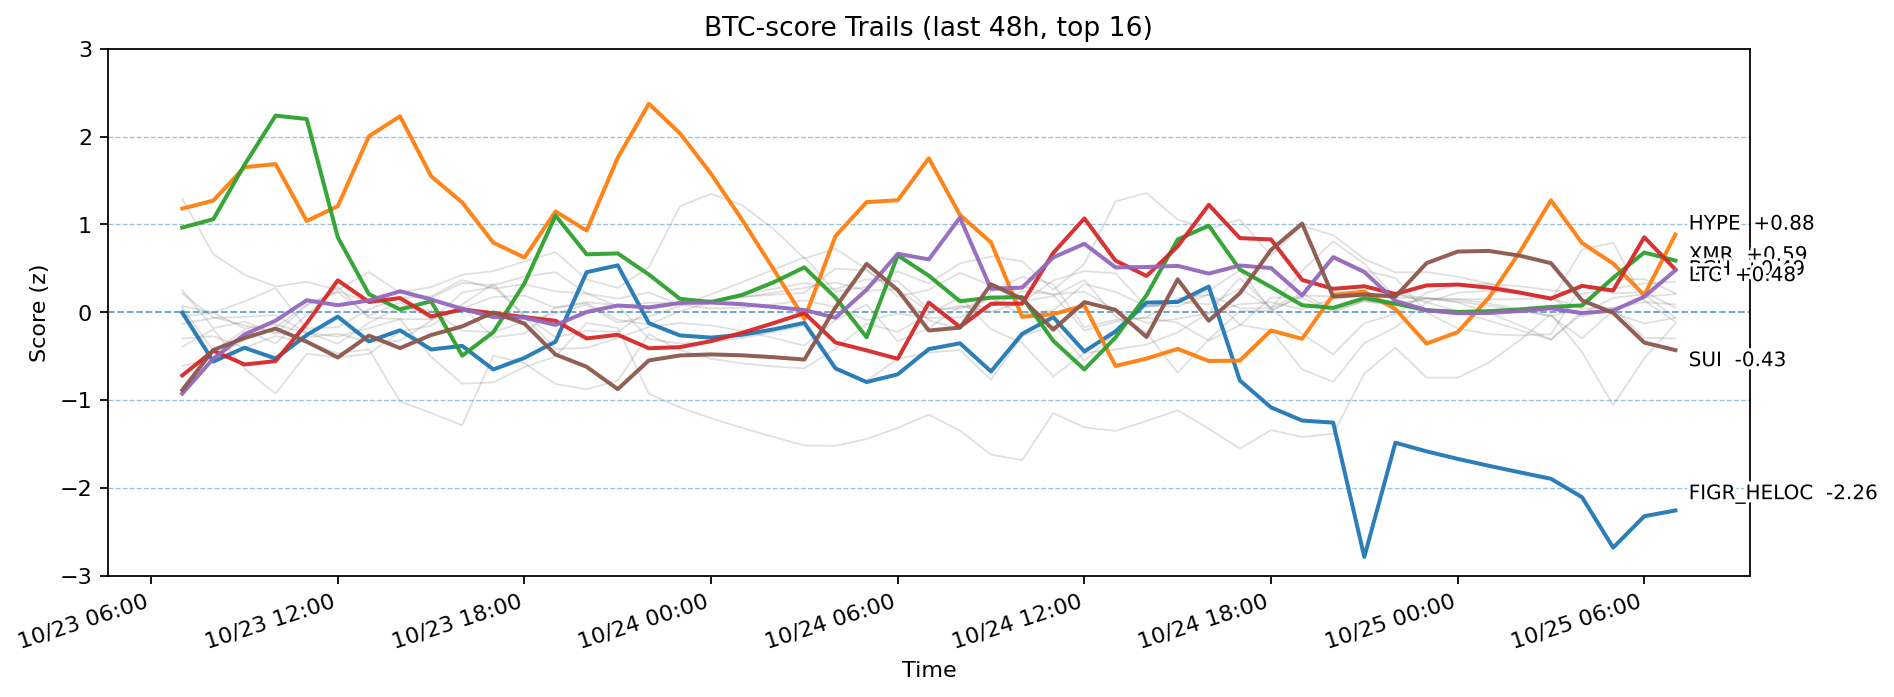 BTC-score Trails (last 48h, top 16)
3
2
1
0
−1
−2
−3
Score (z)
HYPE +0.88
XMR +0.59
LTC +0.48
SUI -0.43
FIGR_HELOC -2.26
10/23 06:00
10/23 12:00
10/23 18:00
10/24 00:00
10/24 06:00
10/24 12:00
10/24 18:00
10/25 00:00
10/25 06:00
Time